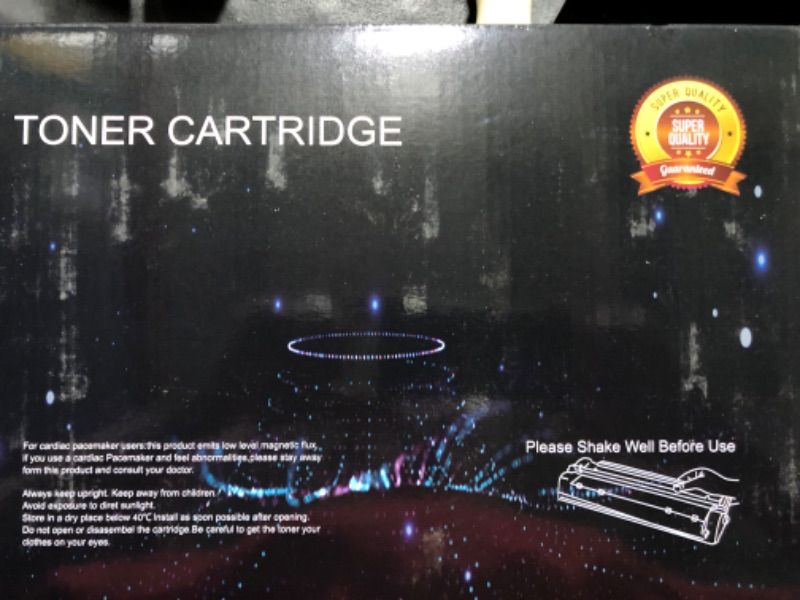 TONER CARTRIDGE
SUPER QUALITY
SUPER
QUALITY
Guaranteed
For cardiac pacemaker users:this product emits low level magnetic flux,
if you use a cardiac Pacemaker and feel abnormalities,please stay away
form this product and consult your doctor.
Always keep upright. Keep away from children.
Avoid exposure to diret sunlight.
Store in a dry place below 40℃.Install as soon possible after opening.
Do not open or disasembel the cartridge.Be careful to get the toner your
clothes on your eyes.
Please Shake Well Before Use